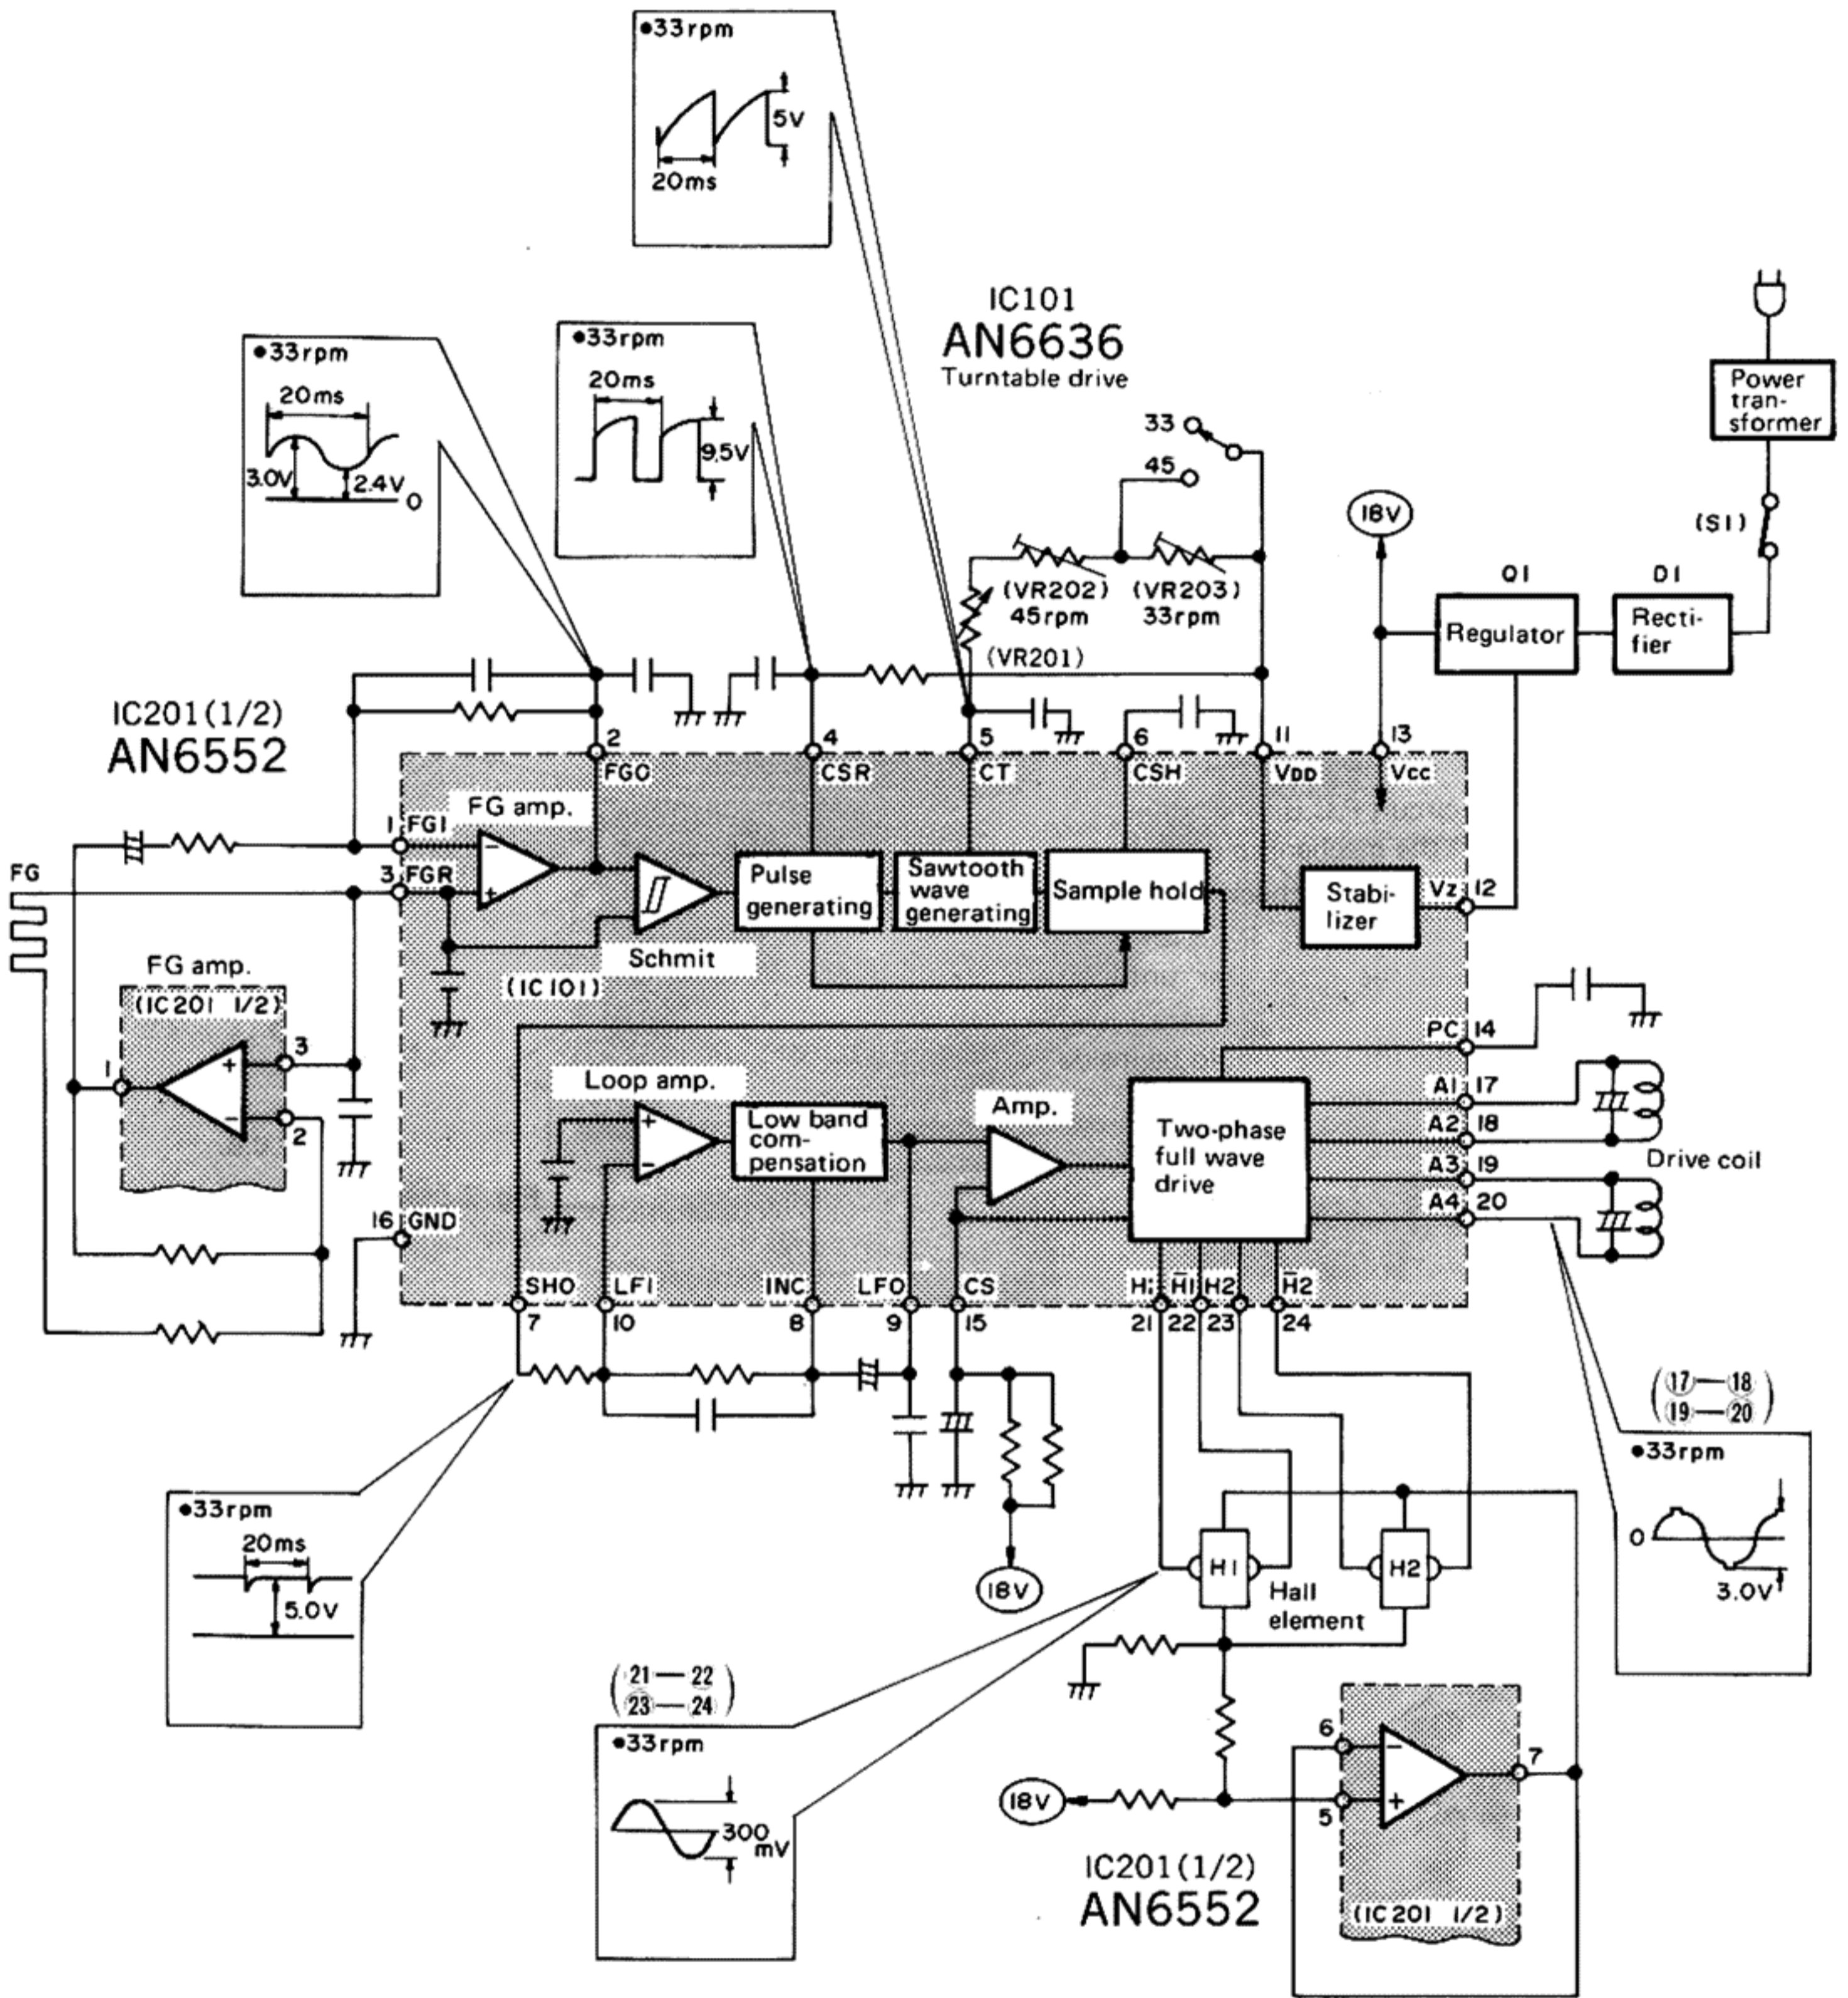 ●33rpm
5V
20ms
IC101
AN6636
Turntable drive
●33rpm
20ms
3.0V
2.4V
0
●33rpm
20ms
9.5V
33
45
(VR202)
45rpm
(VR203)
33rpm
(VR201)
18V
Power
tran-
sformer
(S1)
Q1
Regulator
D1
Recti-
fier
IC201(1/2)
AN6552
2
4
5
6
11
13
FGO
CSR
CT
CSH
VDD
Vcc
FG amp.
1
FG1
3
FGR
FG
Pulse
generating
Sawtooth
wave
generating
Sample hold
Stabi-
lizer
Vz
12
Schmit
(IC101)
FG amp.
(IC201 1/2)
1
3
2
+
−
PC
14
A1
17
A2
18
A3
19
A4
20
Drive coil
Loop amp.
Low band
com-
pensation
Amp.
Two-phase
full wave
drive
16
GND
SHO
LFI
INC
LFO
CS
H1
H̅1
H2
H̅2
7
10
8
9
15
21
22
23
24
18V
●33rpm
20ms
5.0V
(21—22)
(23—24)
●33rpm
300
mV
H1
H2
Hall
element
(17—18)
(19—20)
●33rpm
0
3.0V
18V
6
5
7
−
+
IC201(1/2)
AN6552
(IC201 1/2)